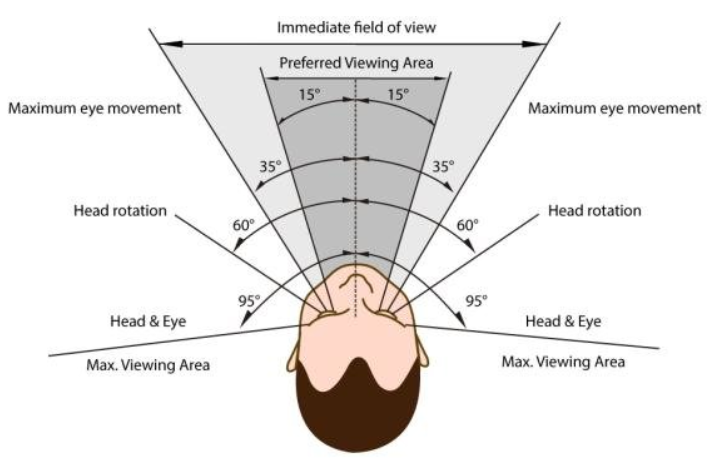 Immediate field of view
Preferred Viewing Area
15° 15°
Maximum eye movement Maximum eye movement
35° 35°
Head rotation Head rotation
60° 60°
95° 95°
Head & Eye Head & Eye
Max. Viewing Area Max. Viewing Area